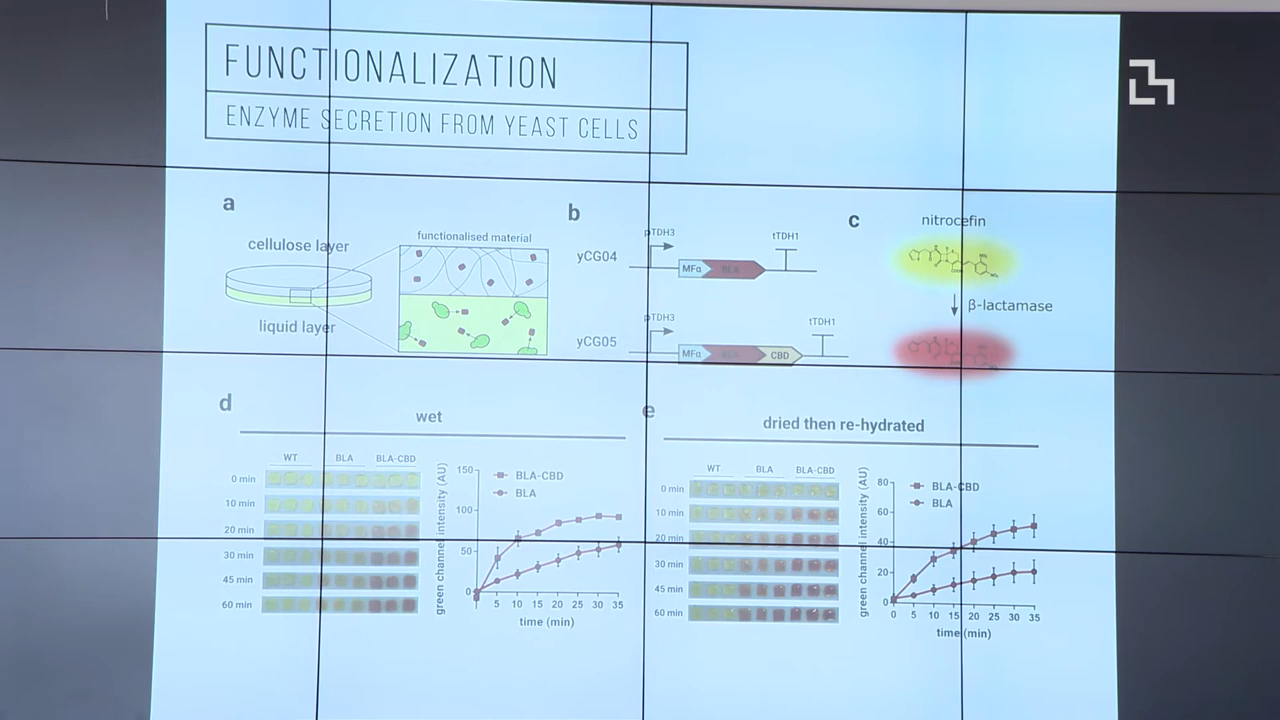 FUNCTIONALIZATION
ENZYME SECRETION FROM YEAST CELLS
a
cellulose layer
liquid layer
functionalised material
b
yCG04
pTDH3
tTDH1
MFα
BLA
yCG05
pTDH3
tTDH1
MFα
BLA
CBD
c
nitrocefin
β-lactamase
d
wet
WT BLA BLA-CBD
0 min
10 min
20 min
30 min
45 min
60 min
green channel intensity (AU)
150
100
50
0
BLA-CBD
BLA
5 10 15 20 25 30 35
time (min)
e
dried then re-hydrated
WT BLA BLA-CBD
0 min
10 min
20 min
30 min
45 min
60 min
green channel intensity (AU)
80
60
40
20
0
BLA-CBD
BLA
0 5 10 15 20 25 30 35
time (min)